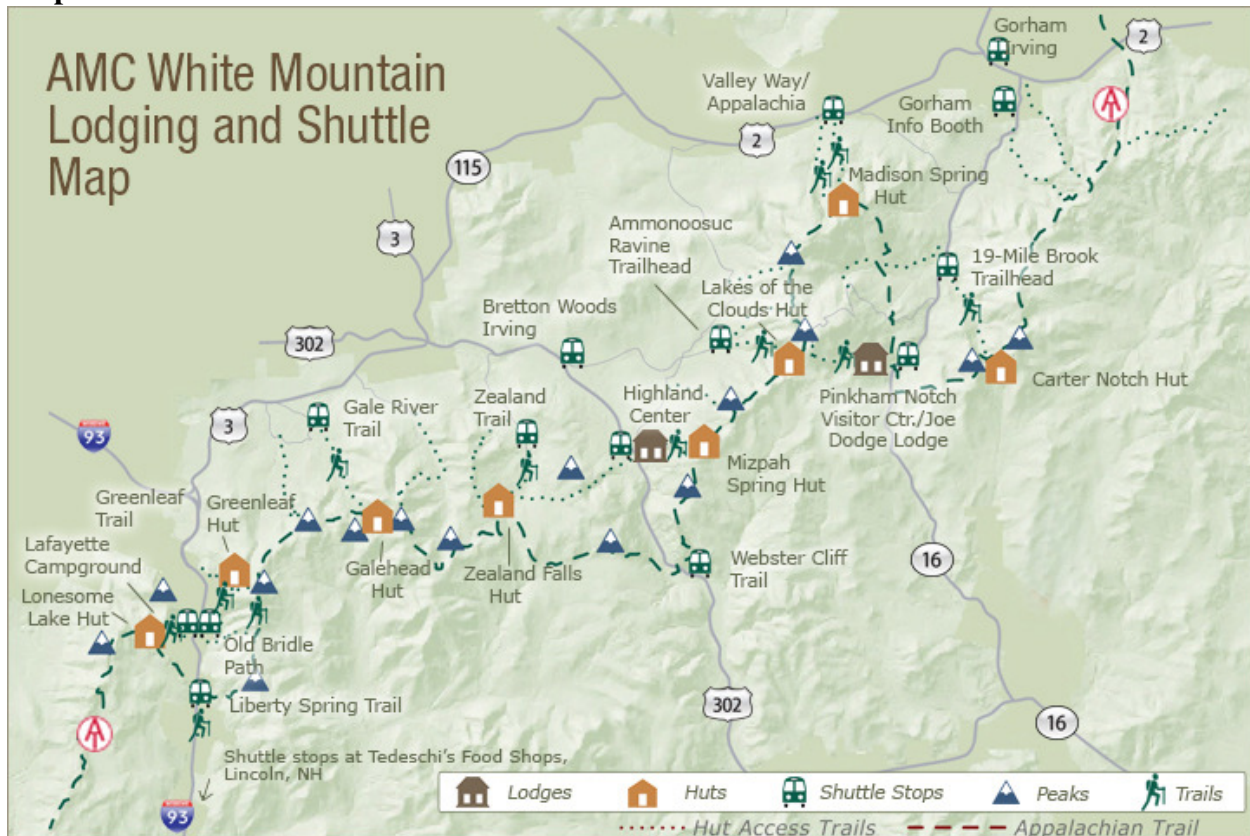 AMC White Mountain
Lodging and Shuttle
Map
Gorham
Irving
2
Valley Way/
Appalachia
Gorham
Info Booth
2
115
Madison Spring
Hut
3
Ammonoosuc
Ravine
Trailhead
19-Mile Brook
Trailhead
Lakes of the
Clouds Hut
Bretton Woods
Irving
302
Carter Notch Hut
Pinkham Notch
Visitor Ctr./Joe
Dodge Lodge
Highland
Center
Zealand
Trail
Gale River
Trail
3
93
Mizpah
Spring Hut
Greenleaf
Trail
Greenleaf
Hut
Lafayette
Campground
Galehead
Hut
Zealand Falls
Hut
Webster Cliff
Trail
16
Lonesome
Lake Hut
Old Bridle
Path
Liberty Spring Trail
302
16
Shuttle stops at Tedeschi's Food Shops,
Lincoln, NH
93
Lodges Huts Shuttle Stops Peaks Trails
Hut Access Trails Appalachian Trail